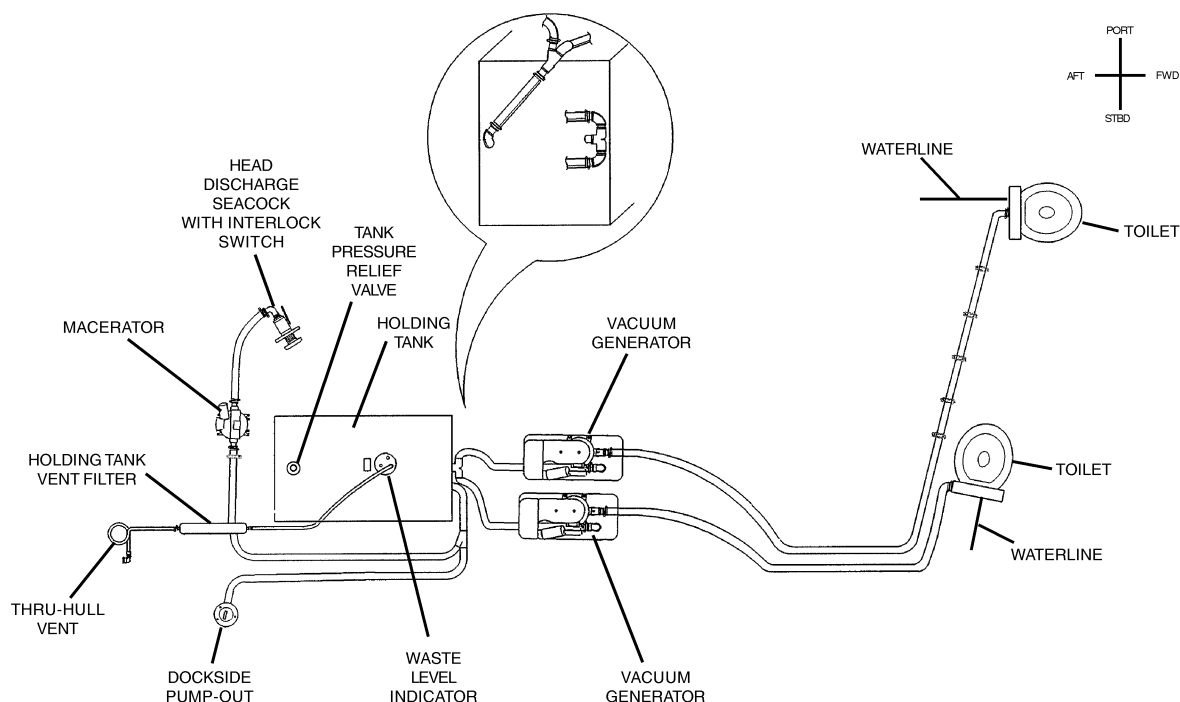 PORT
AFT
FWD
STBD
WATERLINE
TOILET
HEAD
DISCHARGE
SEACOCK
WITH INTERLOCK
SWITCH
TANK
PRESSURE
RELIEF
VALVE
MACERATOR
HOLDING
TANK
VACUUM
GENERATOR
HOLDING TANK
VENT FILTER
TOILET
WATERLINE
THRU-HULL
VENT
DOCKSIDE
PUMP-OUT
WASTE
LEVEL
INDICATOR
VACUUM
GENERATOR